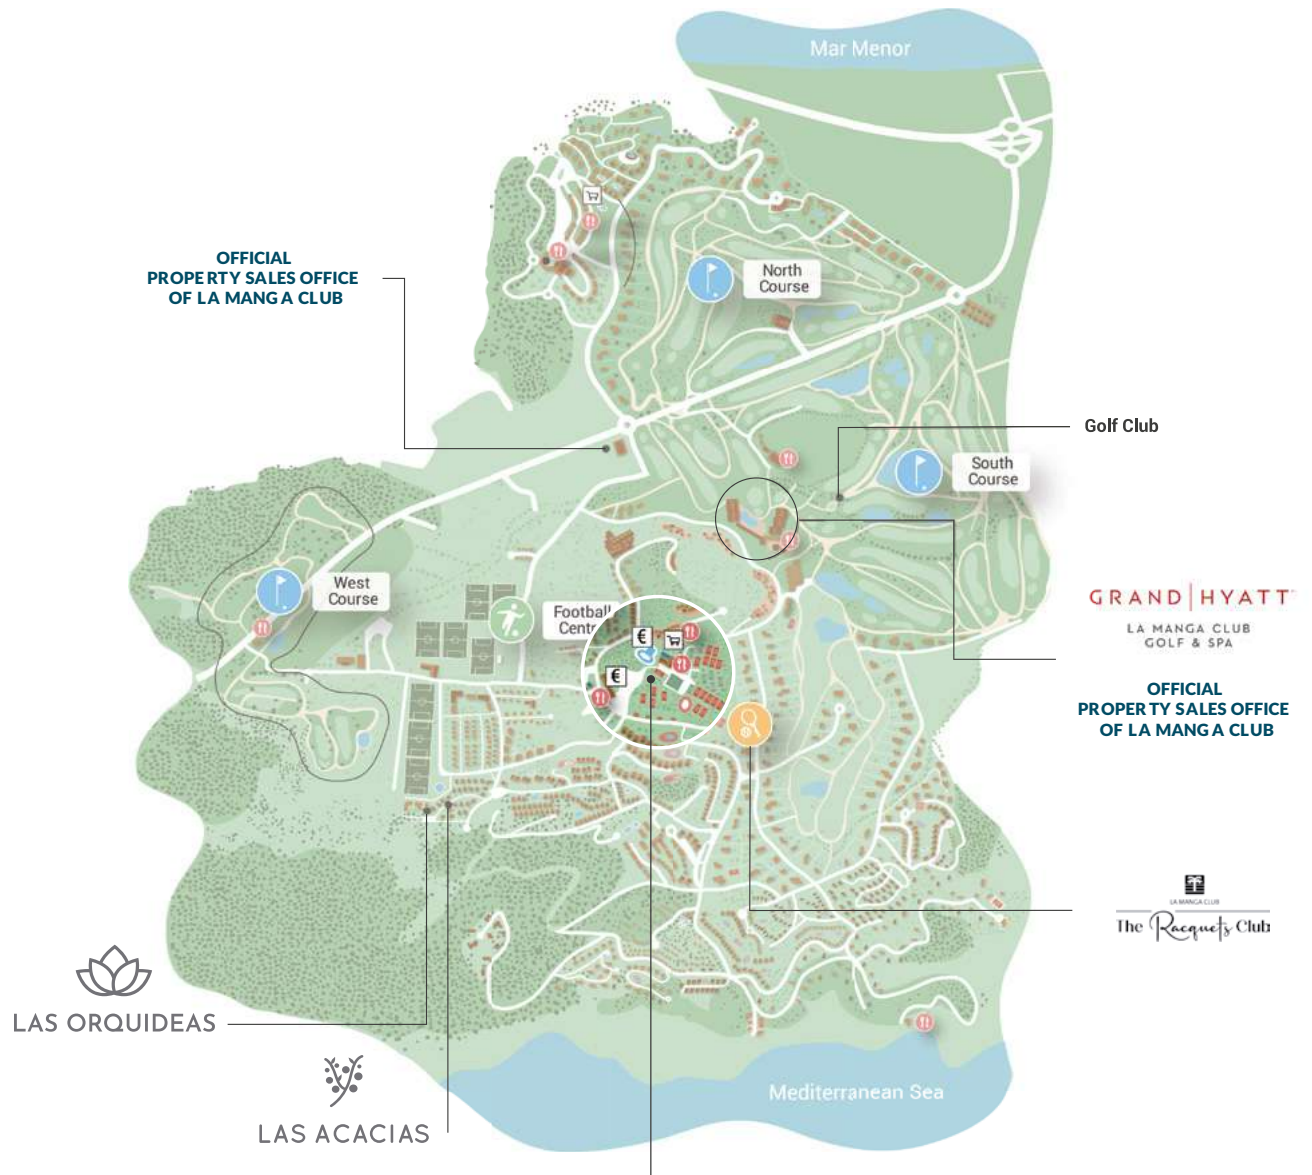 Mar Menor
OFFICIAL
PROPERTY SALES OFFICE
OF LA MANGA CLUB
North
Course
Golf Club
South
Course
West
Course
Football
Centre
€
€
GRAND HYATT
LA MANGA CLUB
GOLF & SPA
OFFICIAL
PROPERTY SALES OFFICE
OF LA MANGA CLUB
LA MANGA CLUB
The Racquets Club
LAS ORQUIDEAS
Mediterranean Sea
LAS ACACIAS